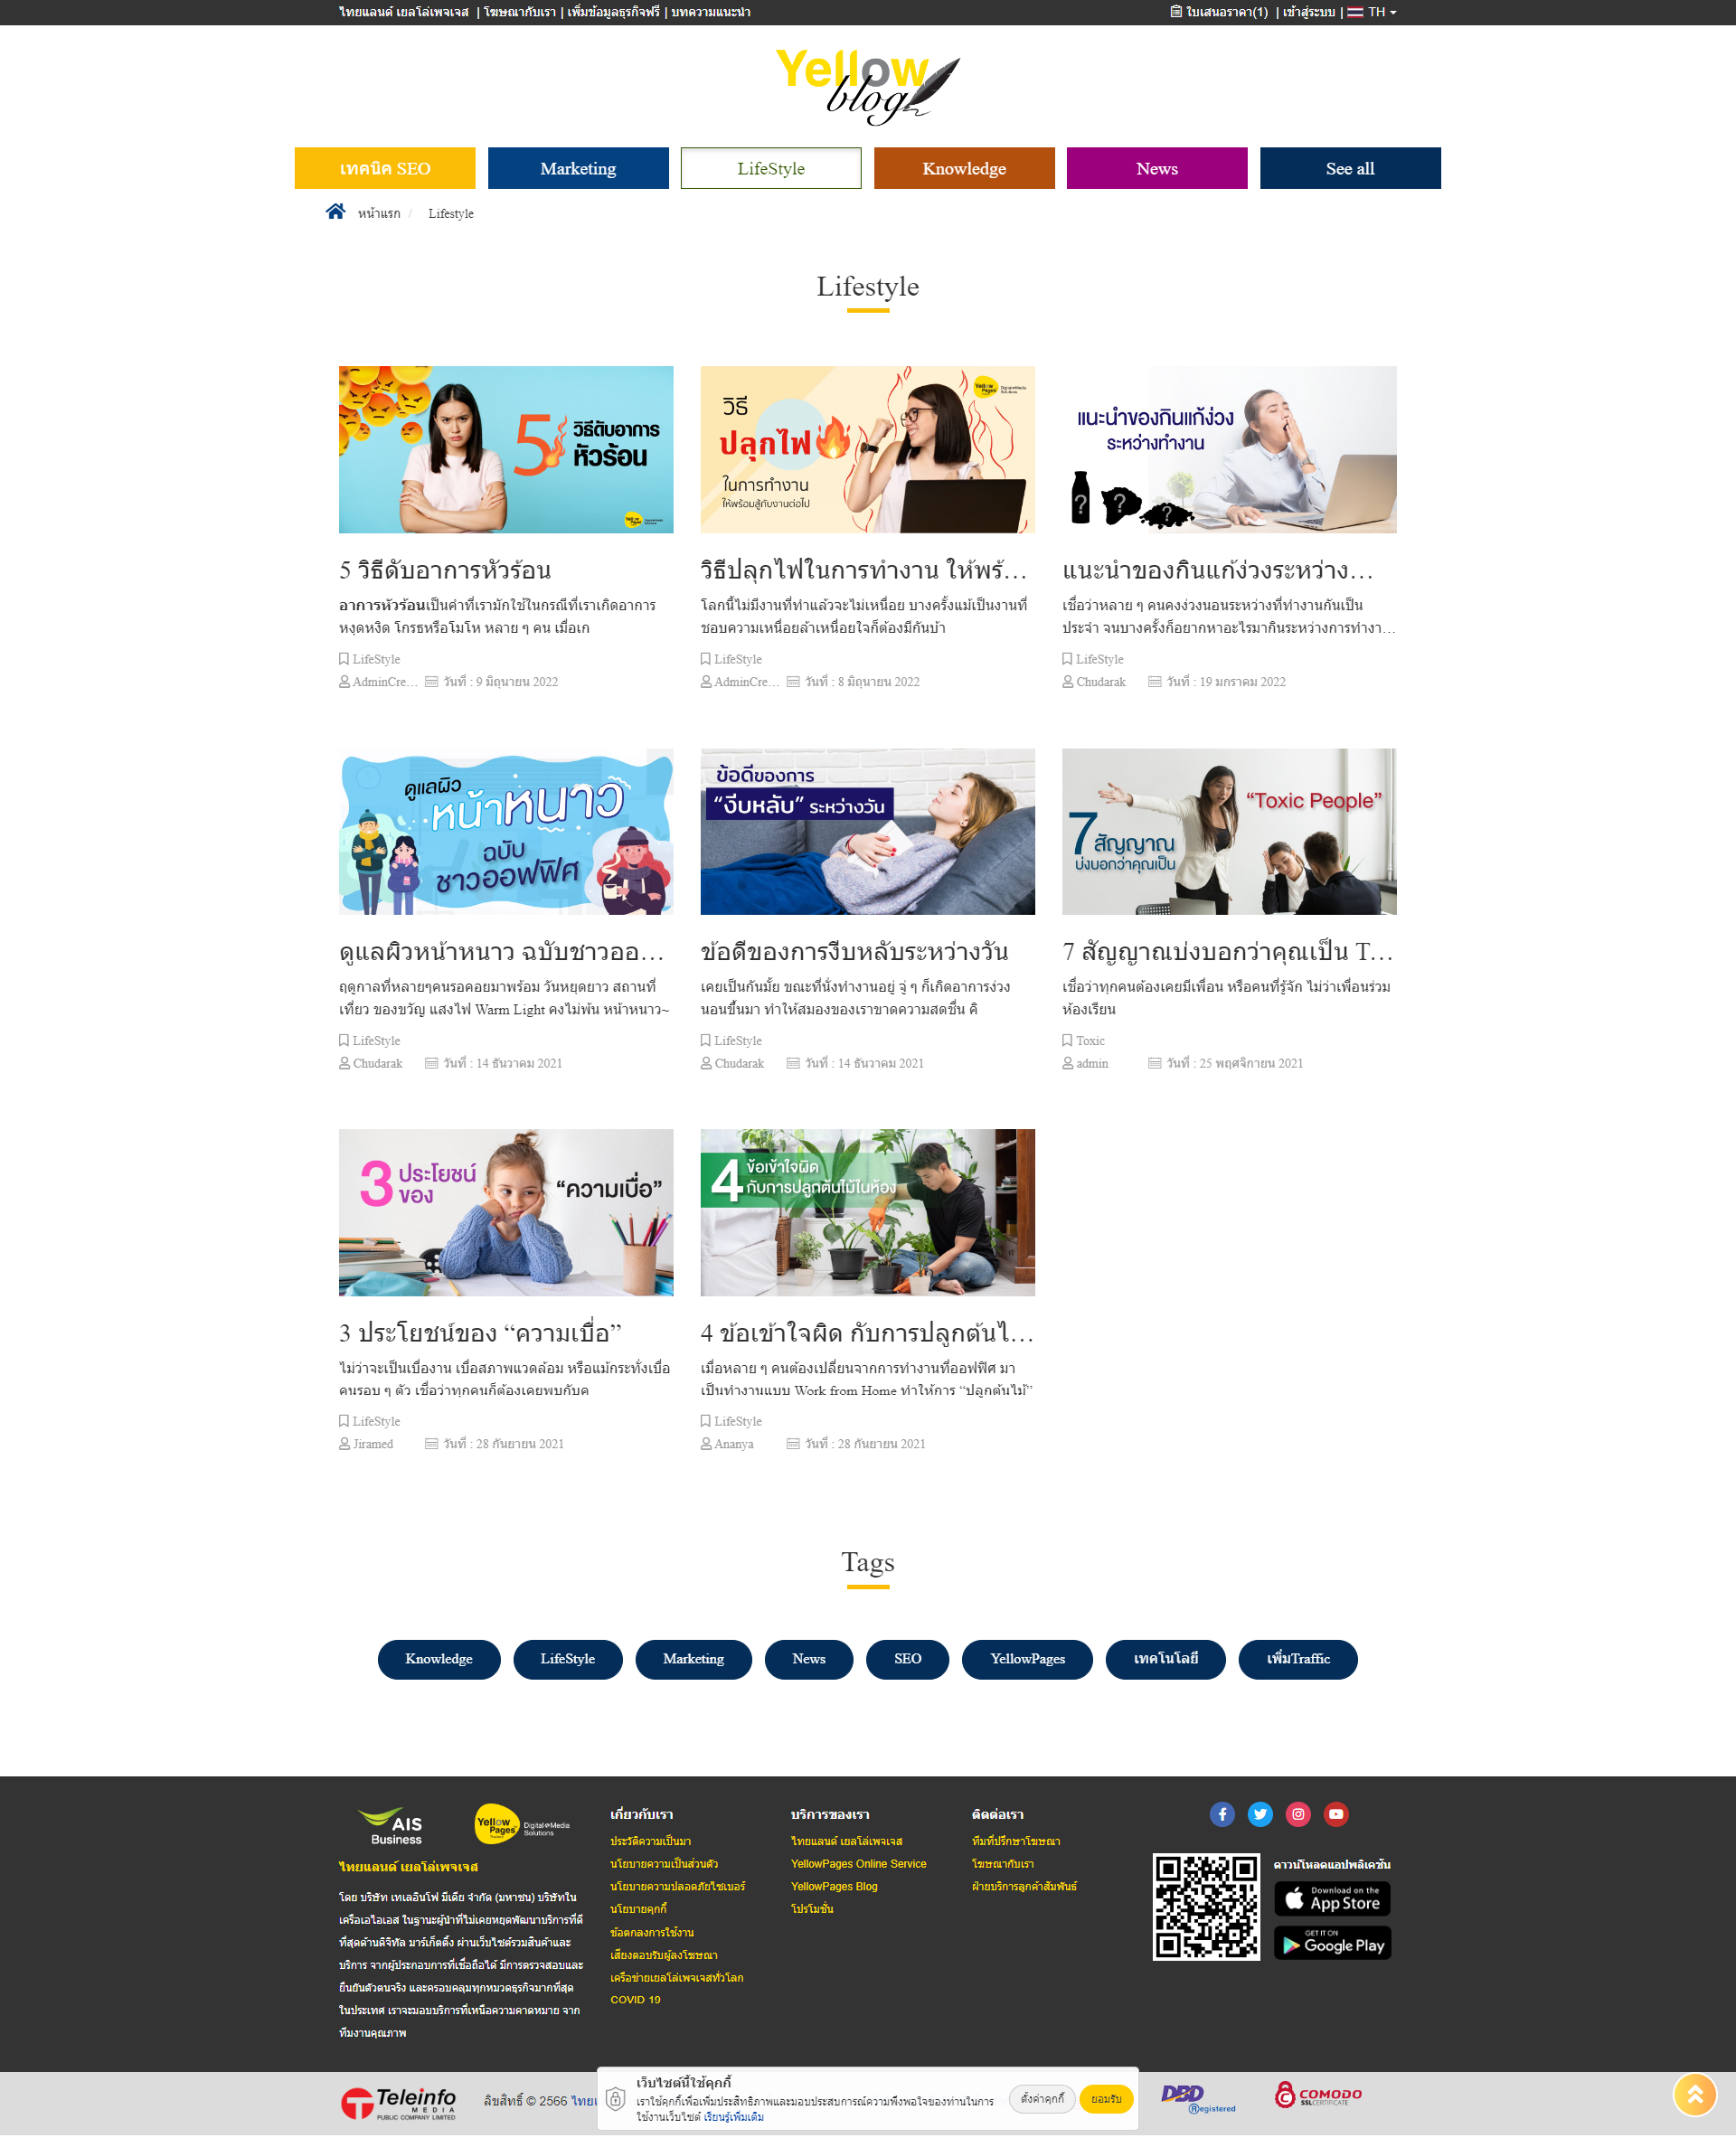 ไทยแลนด์ เยลโล่เพจเจส | โฆษณากับเรา | เพิ่มข้อมูลธุรกิจฟรี | บทความแนะนำ
ใบเสนอราคา(1) | เข้าสู่ระบบ | TH
Yellow
blog
เทคนิค SEO
Marketing
LifeStyle
Knowledge
News
See all
หน้าแรก / Lifestyle
Lifestyle
5 วิธีดับอาการ
หัวร้อน
Yellow Pages
วิธี
ปลุกไฟ
ในการทำงาน
ให้พร้อมสู้กับงานต่อไป
Yellow Pages
แนะนำของกินแก้ง่วง
ระหว่างทำงาน
? ? ?
5 วิธีดับอาการหัวร้อน
อาการหัวร้อนเป็นคำที่เรามักใช้ในกรณีที่เราเกิดอาการ
หงุดหงิด โกรธหรือโมโห หลาย ๆ คน เมื่อเก
LifeStyle
AdminCre... วันที่ : 9 มิถุนายน 2022
วิธีปลุกไฟในการทำงาน ให้พร้...
โลกนี้ไม่มีงานที่ทำแล้วจะไม่เหนื่อย บางครั้งแม้เป็นงานที่
ชอบความเหนื่อยล้าเหนื่อยใจก็ต้องมีกันบ้า
LifeStyle
AdminCre... วันที่ : 8 มิถุนายน 2022
แนะนำของกินแก้ง่วงระหว่าง...
เชื่อว่าหลาย ๆ คนคงง่วงนอนระหว่างที่ทำงานกันเป็น
ประจำ จนบางครั้งก็อยากหาอะไรมากินระหว่างการทำงา...
LifeStyle
Chudarak วันที่ : 19 มกราคม 2022
ดูแลผิว
หน้าหนาว
ฉบับ
ชาวออฟฟิศ
ข้อดีของการ
“งีบหลับ” ระหว่างวัน
“Toxic People”
7 สัญญาณ
บ่งบอกว่าคุณเป็น
ดูแลผิวหน้าหนาว ฉบับชาวออ...
ฤดูกาลที่หลายๆคนรอคอยมาพร้อม วันหยุดยาว สถานที่
เที่ยว ของขวัญ แสงไฟ Warm Light คงไม่พ้น หน้าหนาว~
LifeStyle
Chudarak วันที่ : 14 ธันวาคม 2021
ข้อดีของการงีบหลับระหว่างวัน
เคยเป็นกันมั้ย ขณะที่นั่งทำงานอยู่ จู่ ๆ ก็เกิดอาการง่วง
นอนขึ้นมา ทำให้สมองของเราขาดความสดชื่น คิ
LifeStyle
Chudarak วันที่ : 14 ธันวาคม 2021
7 สัญญาณบ่งบอกว่าคุณเป็น T...
เชื่อว่าทุกคนต้องเคยมีเพื่อน หรือคนที่รู้จัก ไม่ว่าเพื่อนร่วม
ห้องเรียน
Toxic
admin วันที่ : 25 พฤศจิกายน 2021
3 ประโยชน์
ของ
“ความเบื่อ”
4 ข้อเข้าใจผิด
กับการปลูกต้นไม้ในห้อง
3 ประโยชน์ของ “ความเบื่อ”
ไม่ว่าจะเป็นเบื่องาน เบื่อสภาพแวดล้อม หรือแม้กระทั่งเบื่อ
คนรอบ ๆ ตัว เชื่อว่าทุกคนก็ต้องเคยพบกับค
LifeStyle
Jiramed วันที่ : 28 กันยายน 2021
4 ข้อเข้าใจผิด กับการปลูกต้นไ...
เมื่อหลาย ๆ คนต้องเปลี่ยนจากการทำงานที่ออฟฟิศ มา
เป็นทำงานแบบ Work from Home ทำให้การ “ปลูกต้นไม้”
LifeStyle
Ananya วันที่ : 28 กันยายน 2021
Tags
Knowledge
LifeStyle
Marketing
News
SEO
YellowPages
เทคโนโลยี
เพิ่มTraffic
AIS
Business
Yellow Pages
Digital Media
Solutions
ไทยแลนด์ เยลโล่เพจเจส
โดย บริษัท เทเลอินโฟ มีเดีย จำกัด (มหาชน) บริษัทใน
เครือเอไอเอส ในฐานะผู้นำที่ไม่เคยหยุดพัฒนาบริการที่ดี
ที่สุดด้านดิจิทัล มาร์เก็ตติ้ง ผ่านเว็บไซต์รวมสินค้าและ
บริการ จากผู้ประกอบการที่เชื่อถือได้ มีการตรวจสอบและ
ยืนยันตัวตนจริง และครอบคลุมทุกหมวดธุรกิจมากที่สุด
ในประเทศ เราจะมอบบริการที่เหนือความคาดหมาย จาก
ทีมงานคุณภาพ
เกี่ยวกับเรา
ประวัติความเป็นมา
นโยบายความเป็นส่วนตัว
นโยบายความปลอดภัยไซเบอร์
นโยบายคุกกี้
ข้อตกลงการใช้งาน
เสียงตอบรับผู้ลงโฆษณา
เครือข่ายเยลโล่เพจเจสทั่วโลก
COVID 19
บริการของเรา
ไทยแลนด์ เยลโล่เพจเจส
YellowPages Online Service
YellowPages Blog
โปรโมชั่น
ติดต่อเรา
ทีมที่ปรึกษาโฆษณา
โฆษณากับเรา
ฝ่ายบริการลูกค้าสัมพันธ์
ดาวน์โหลดแอปพลิเคชัน
Download on the
App Store
GET IT ON
Google Play
Teleinfo
MEDIA
PUBLIC COMPANY LIMITED
ลิขสิทธิ์ © 2566 ไทยเ
เว็บไซต์นี้ใช้คุกกี้
เราใช้คุกกี้เพื่อเพิ่มประสิทธิภาพและมอบประสบการณ์ความพึงพอใจของท่านในการ
ใช้งานเว็บไซต์ เรียนรู้เพิ่มเติม
ตั้งค่าคุกกี้
ยอมรับ
DBD
Registered
COMODO
SSL CERTIFICATE